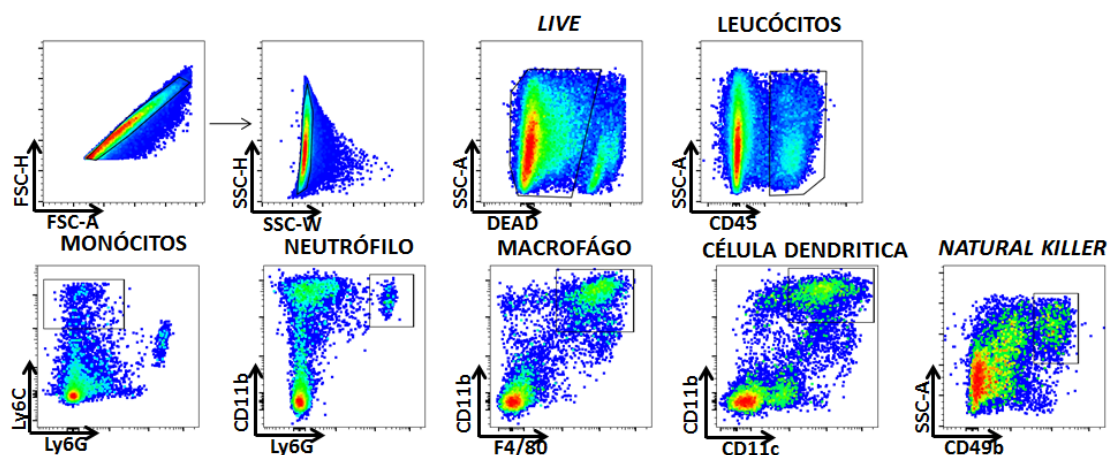 LIVE
LEUCÓCITOS
FSC-H
FSC-A
SSC-H
SSC-W
SSC-A
DEAD
SSC-A
CD45
MONÓCITOS
NEUTRÓFILO
MACROFÁGO
CÉLULA DENDRITICA
NATURAL KILLER
Ly6C
Ly6G
CD11b
Ly6G
CD11b
F4/80
CD11b
CD11c
SSC-A
CD49b